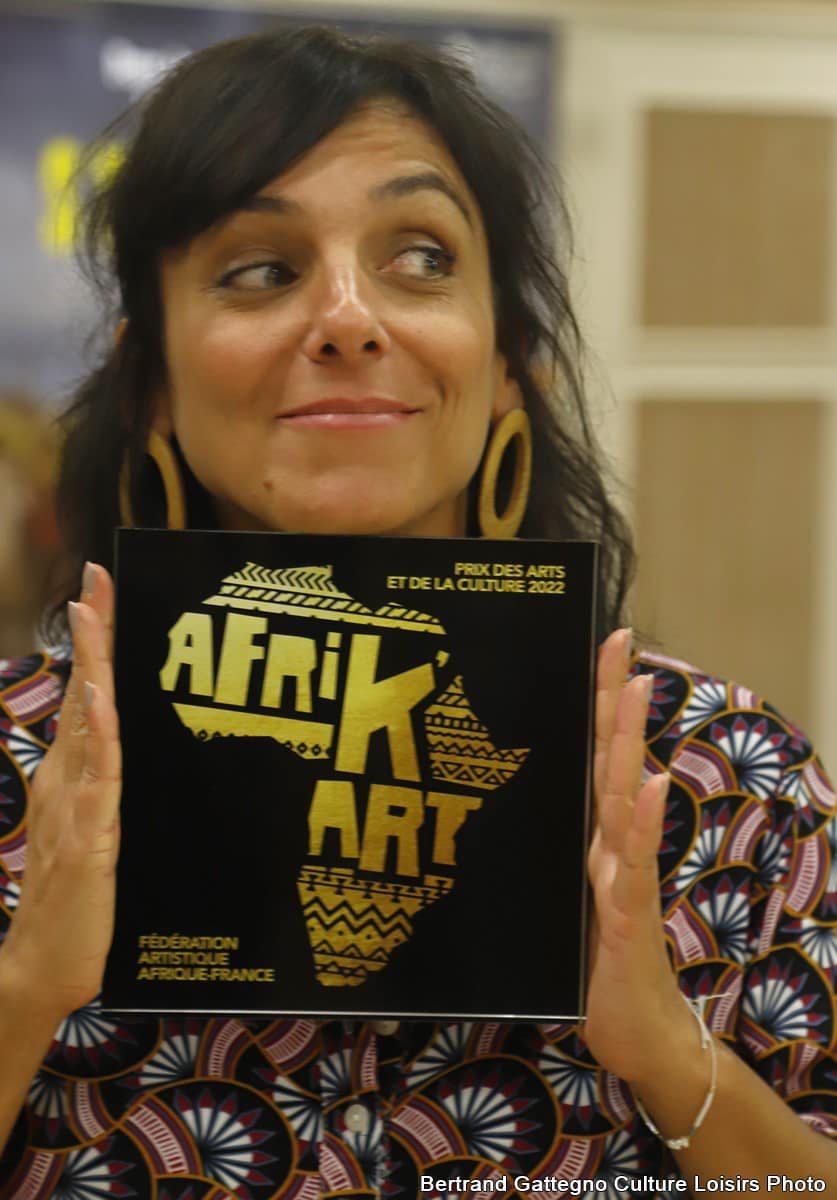 PRIX DES ARTS
ET DE LA CULTURE 2022
AFRIK'
ART
FÉDÉRATION
ARTISTIQUE
AFRIQUE-FRANCE
Bertrand Gattegno Culture Loisirs Photo